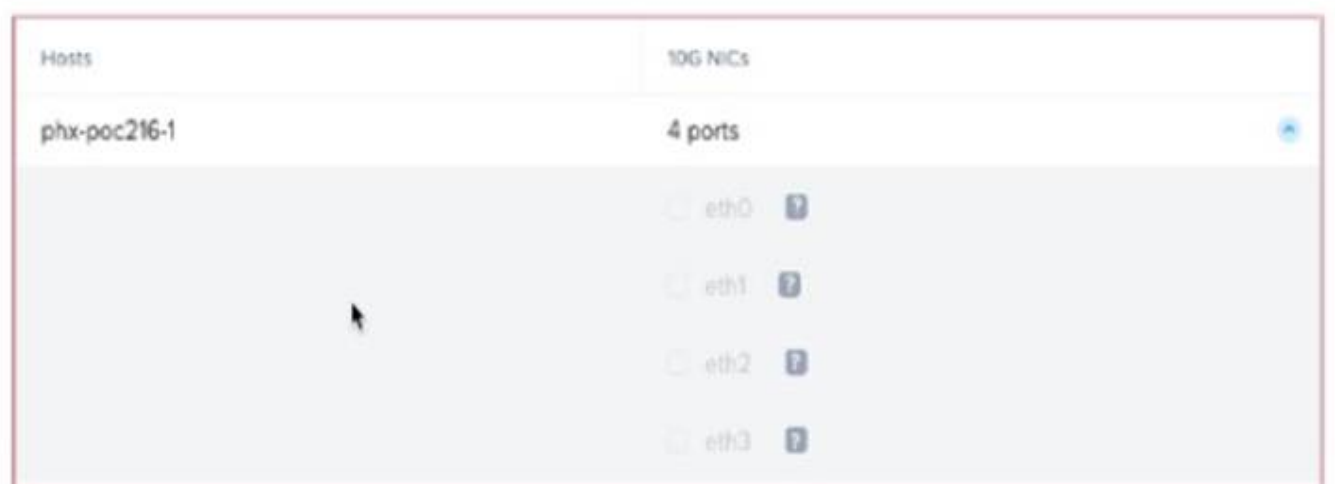 Hosts 10G NICs
phx-poc216-1 4 ports
eth0 ?
eth1 ?
eth2 ?
eth3 ?